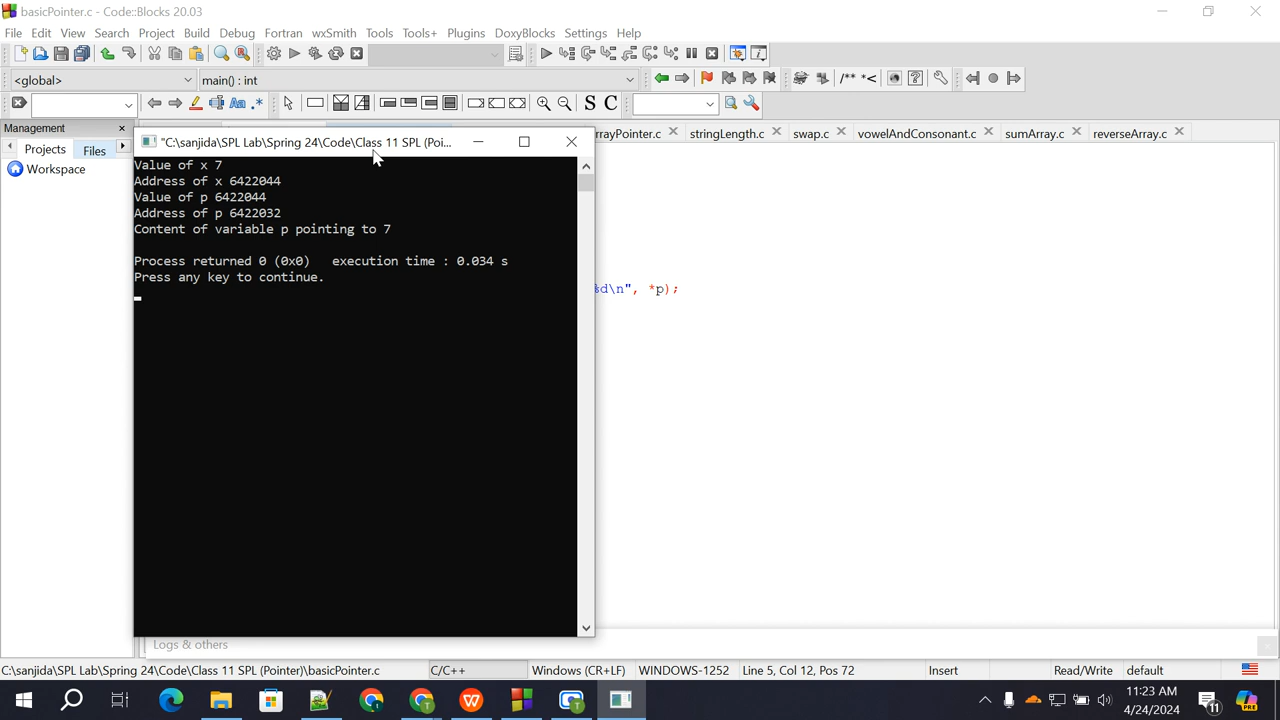 basicPointer.c - Code::Blocks 20.03
File Edit View Search Project Build Debug Fortran wxSmith Tools Tools+ Plugins DoxyBlocks Settings Help
<global> main() : int
/** *<
Aa .* S C
Management
Projects Files
Workspace
rrayPointer.c stringLength.c swap.c vowelAndConsonant.c sumArray.c reverseArray.c
"C:\sanjida\SPL Lab\Spring 24\Code\Class 11 SPL (Poi...
Value of x 7
Address of x 6422044
Value of p 6422044
Address of p 6422032
Content of variable p pointing to 7
Process returned 0 (0x0) execution time : 0.034 s
Press any key to continue.
%d\n", *p);
Logs & others
C:\sanjida\SPL Lab\Spring 24\Code\Class 11 SPL (Pointer)\basicPointer.c C/C++ Windows (CR+LF) WINDOWS-1252 Line 5, Col 12, Pos 72 Insert Read/Write default
11:23 AM
4/24/2024
11
PRE